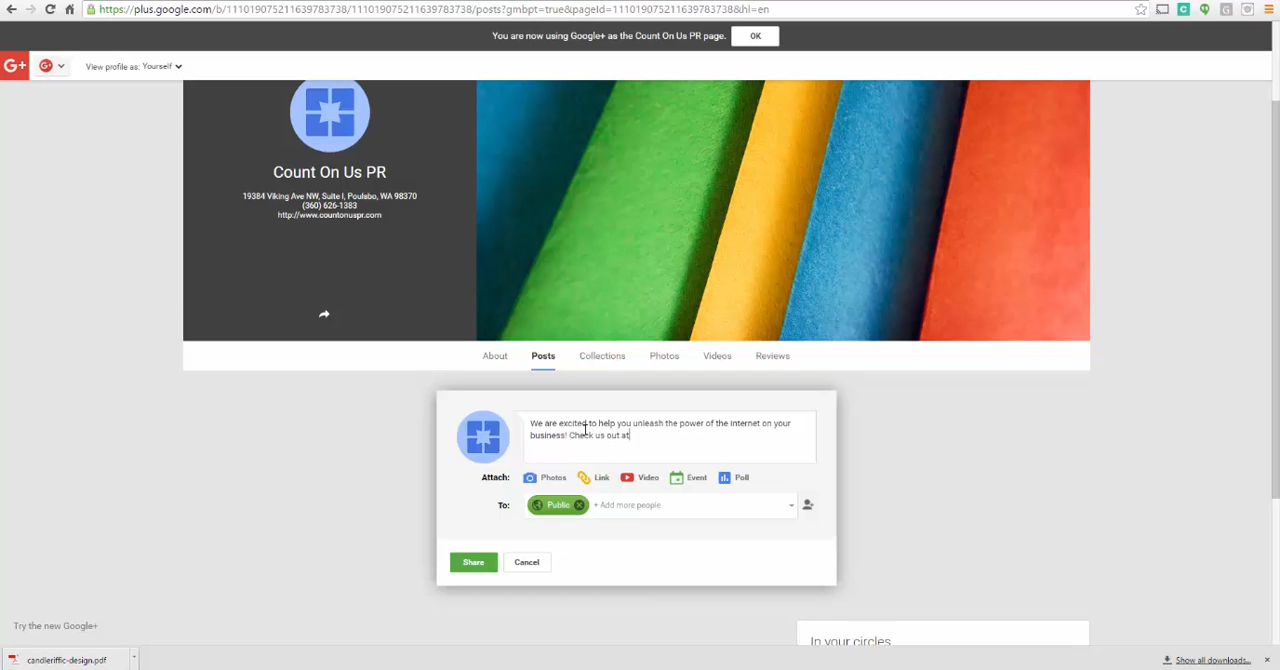 https://plus.google.com/b/111019075211639783738/111019075211639783738/posts?gmbpt=true&pageId=111019075211639783738&hl=en
You are now using Google+ as the Count On Us PR page. OK
G+ View profile as: Yourself
Count On Us PR
19384 Viking Ave NW, Suite I, Poulsbo, WA 98370
(360) 626-1383
http://www.countonuspr.com
About Posts Collections Photos Videos Reviews
We are excited to help you unleash the power of the internet on your
business! Check us out at
Attach: Photos Link Video Event Poll
To: Public + Add more people
Share Cancel
Try the new Google+
In your circles
candleriffic-design.pdf Show all downloads...